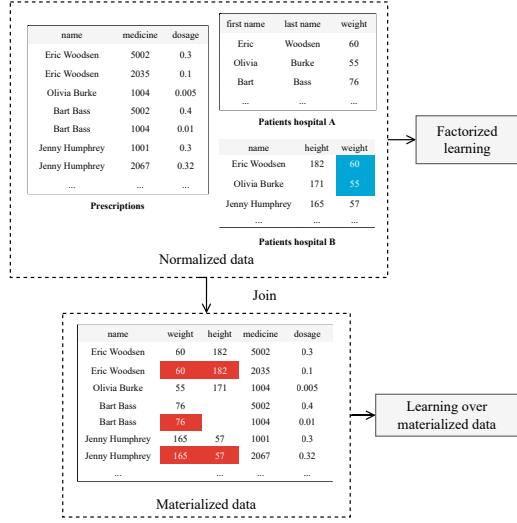 name medicine dosage
Eric Woodsen 5002 0.3
Eric Woodsen 2035 0.1
Olivia Burke 1004 0.005
Bart Bass 5002 0.4
Bart Bass 1004 0.01
Jenny Humphrey 1001 0.3
Jenny Humphrey 2067 0.32
... ... ...
Prescriptions
first name last name weight
Eric Woodsen 60
Olivia Burke 55
Bart Bass 76
... ... ...
Patients hospital A
name height weight
Eric Woodsen 182 60
Olivia Burke 171 55
Jenny Humphrey 165 57
... ... ...
Patients hospital B
Normalized data
Factorized
learning
Join
name weight height medicine dosage
Eric Woodsen 60 182 5002 0.3
Eric Woodsen 60 182 2035 0.1
Olivia Burke 55 171 1004 0.005
Bart Bass 76 5002 0.4
Bart Bass 76 1004 0.01
Jenny Humphrey 165 57 1001 0.3
Jenny Humphrey 165 57 2067 0.32
... ... ... ...
Materialized data
Learning over
materialized data